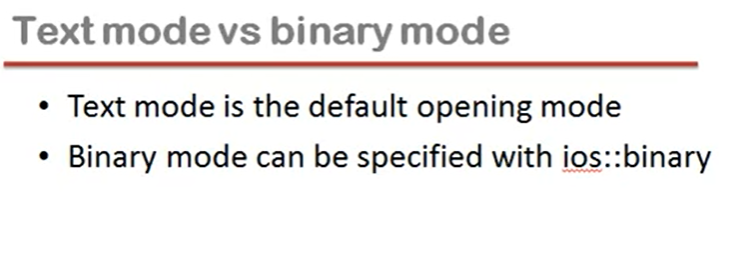 Text mode vs binary mode
• Text mode is the default opening mode
• Binary mode can be specified with ios::binary